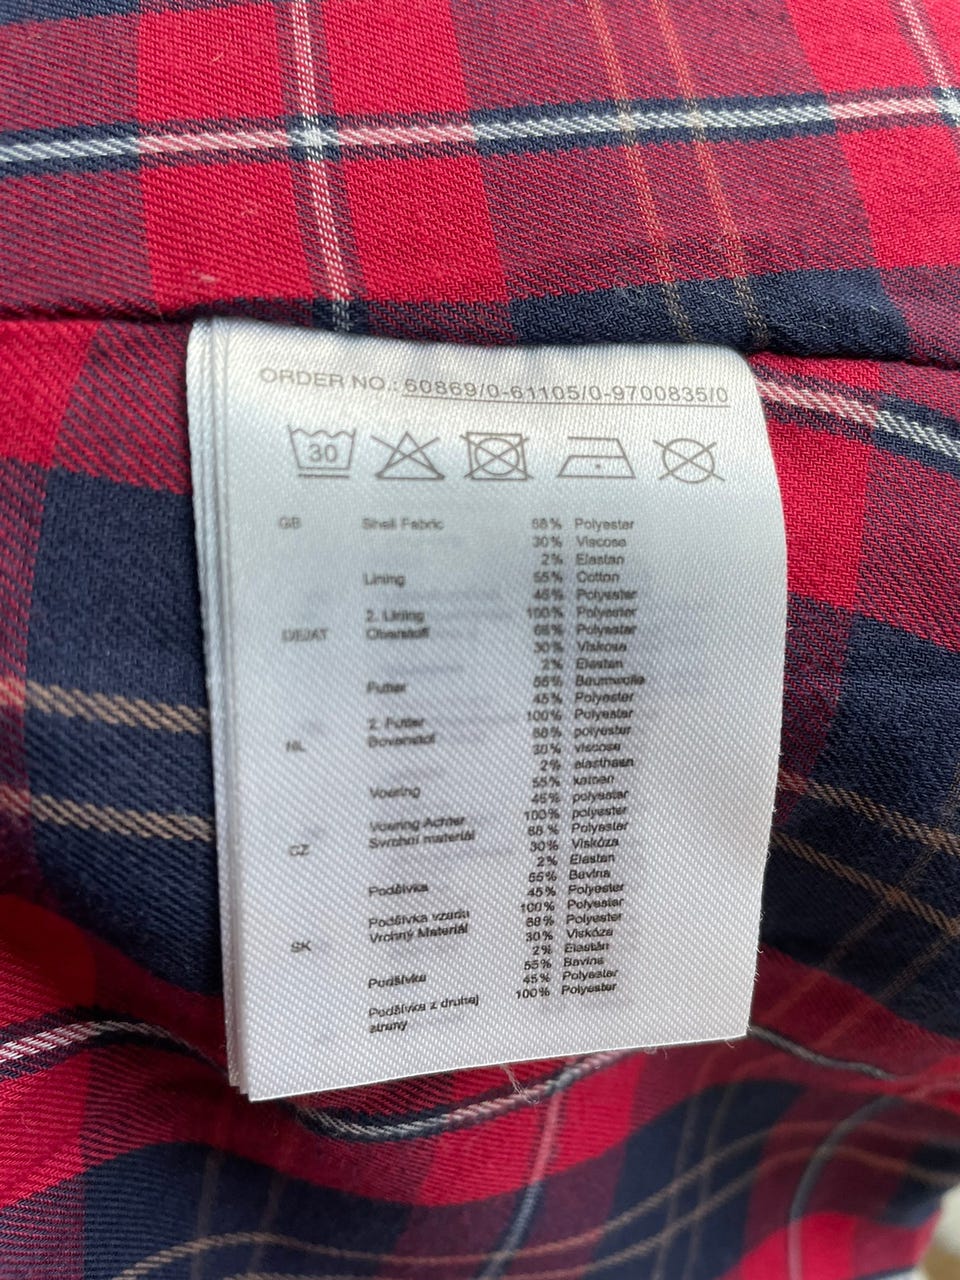 ORDER NO.: 60869/0-61105/0-9700835/0
30
GB Shell Fabric 68% Polyester
30% Viscose
2% Elastan
Lining 55% Cotton
45% Polyester
2. Lining 100% Polyester
DE/AT Oberstoff 68% Polyester
30% Viskose
2% Elastan
Futter 55% Baumwolle
45% Polyester
2. Futter 100% Polyester
NL Bovenstof 68% polyester
30% viscose
2% elasthaan
Voering 55% katoen
45% polyester
Voering Achter 100% polyester
CZ Svrchní materiál 68% Polyester
30% Viskóza
2% Elastan
Podšívka 55% Bavlna
45% Polyester
Podšívka vzadu 100% Polyester
SK Vrchný Materiál 68% Polyester
30% Viskóza
2% Elastán
Podšívka 55% Bavlna
45% Polyester
Podšívka z druhej 100% Polyester
strany